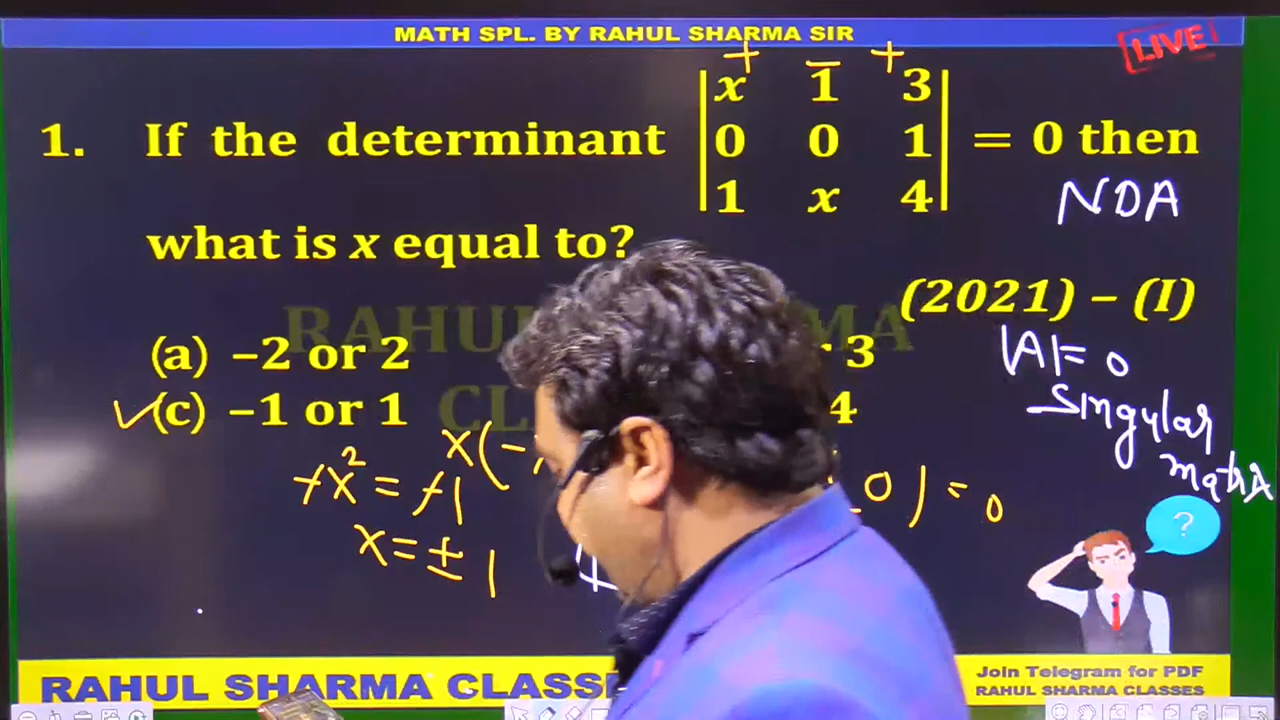 MATH SPL. BY RAHUL SHARMA SIR
LIVE
+ − +
x 1 3
1. If the determinant 0 0 1 = 0 then
1 x 4
NDA
what is x equal to?
(2021) – (I)
(a) –2 or 2
3
|A|= 0
(c) –1 or 1
4
Singular
x(-
0)=0
x² = 1
x = ± 1
?
RAHUL SHARMA CLASS
Join Telegram for PDF
RAHUL SHARMA CLASSES